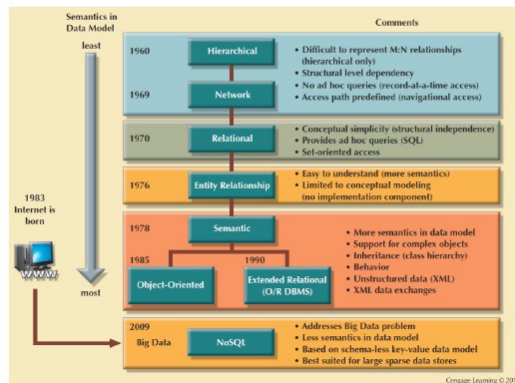 Semantics in
Data Model
least
Comments
1960
Hierarchical
1969
Network
• Difficult to represent M:N relationships
(hierarchical only)
• Structural level dependency
• No ad hoc queries (record-at-a-time access)
• Access path predefined (navigational access)
1970
Relational
• Conceptual simplicity (structural independence)
• Provides ad hoc queries (SQL)
• Set-oriented access
1976
Entity Relationship
• Easy to understand (more semantics)
• Limited to conceptual modeling
(no implementation component)
1983
Internet is
born
WWW
1978
Semantic
1985
Object-Oriented
1990
Extended Relational
(O/R DBMS)
• More semantics in data model
• Support for complex objects
• Inheritance (class hierarchy)
• Behavior
• Unstructured data (XML)
• XML data exchanges
most
2009
Big Data
NoSQL
• Addresses Big Data problem
• Less semantics in data model
• Based on schema-less key-value data model
• Best suited for large sparse data stores
Cengage Learning © 20